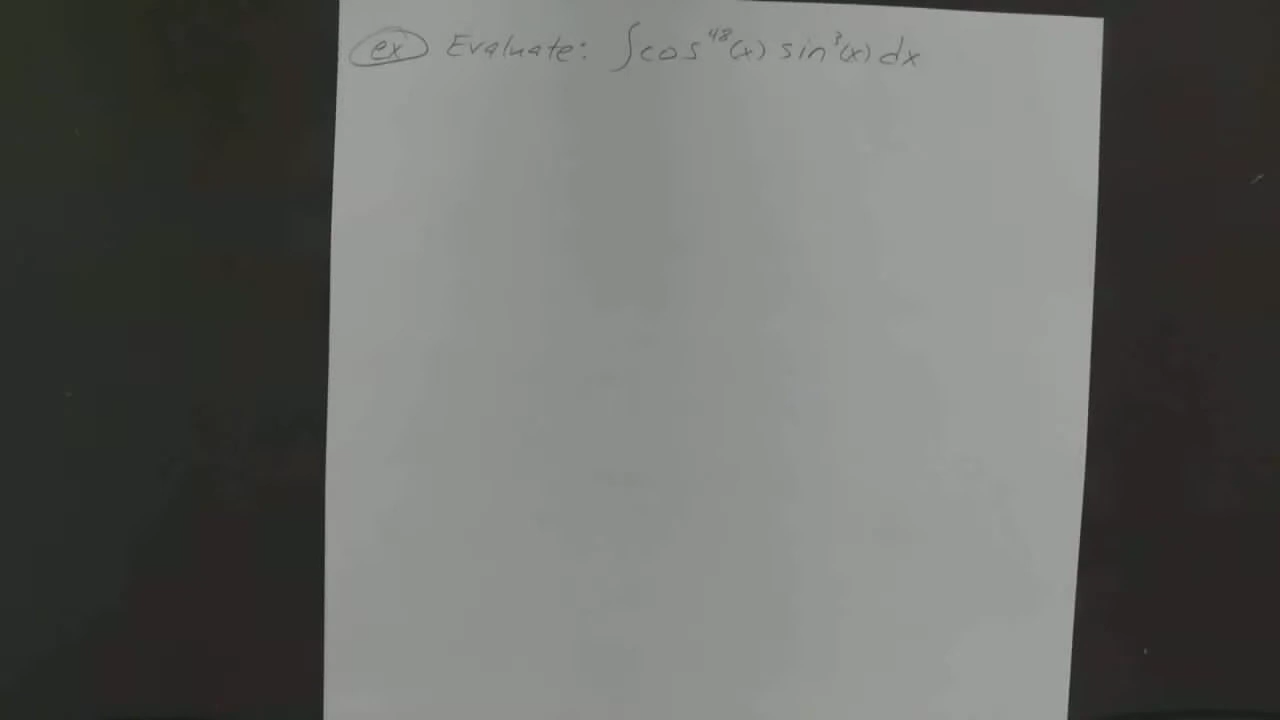 ex Evaluate: ∫cos⁴⁸(x) sin³(x) dx